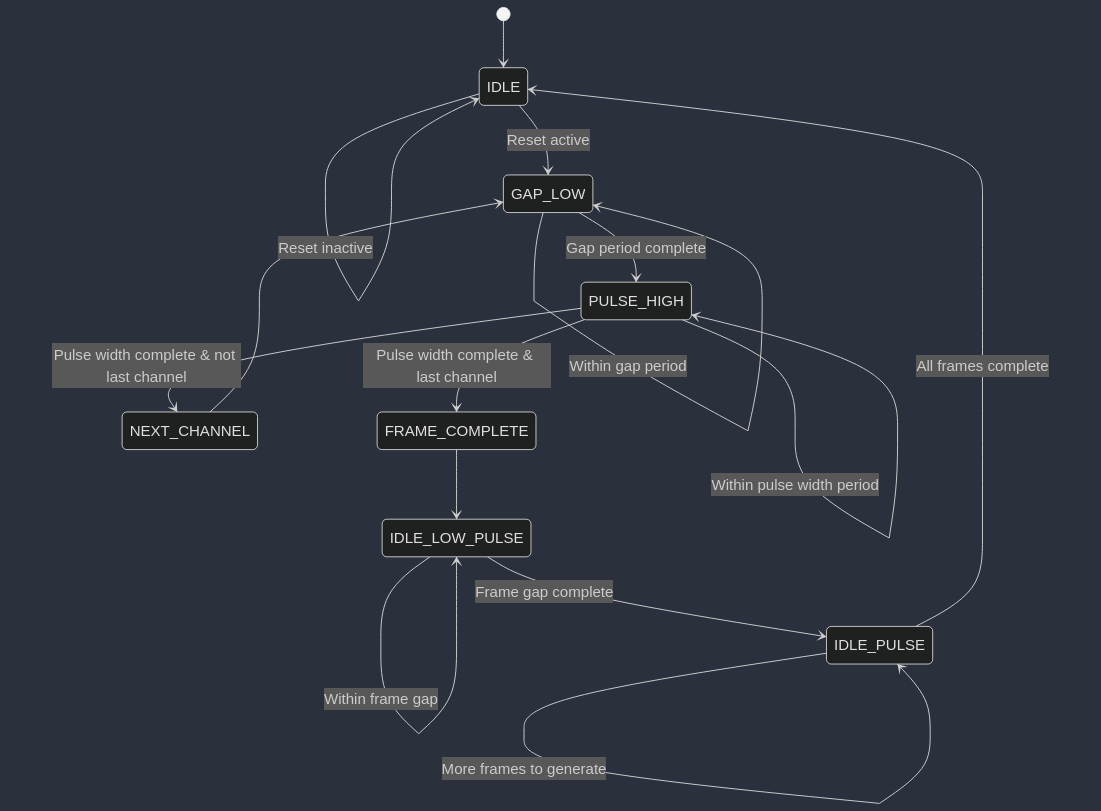 IDLE
Reset active
GAP_LOW
Reset inactive
Gap period complete
PULSE_HIGH
Pulse width complete & not
last channel
Pulse width complete &
last channel
Within gap period
All frames complete
NEXT_CHANNEL
FRAME_COMPLETE
Within pulse width period
IDLE_LOW_PULSE
Frame gap complete
IDLE_PULSE
Within frame gap
More frames to generate